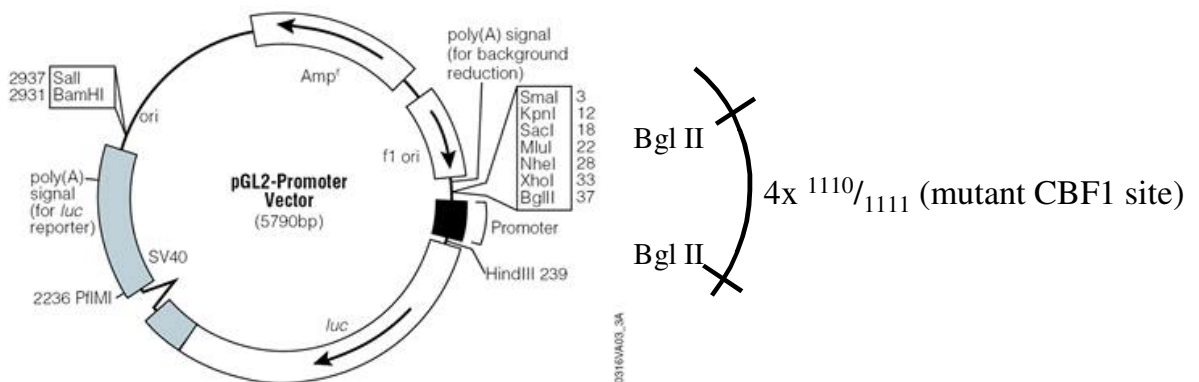 poly(A) signal
(for background
reduction)
2937 SalI
2931 BamHI
ori
Ampʳ
f1 ori
SmaI 3
KpnI 12
SacI 18
MluI 22
NheI 28
XhoI 33
BglII 37
pGL2-Promoter
Vector
(5790bp)
Promoter
HindIII 239
poly(A)
signal
(for luc
reporter)
SV40
2236 PflMI
luc
0316VA03_3A
Bgl II
4x ¹¹¹⁰/₁₁₁₁ (mutant CBF1 site)
Bgl II